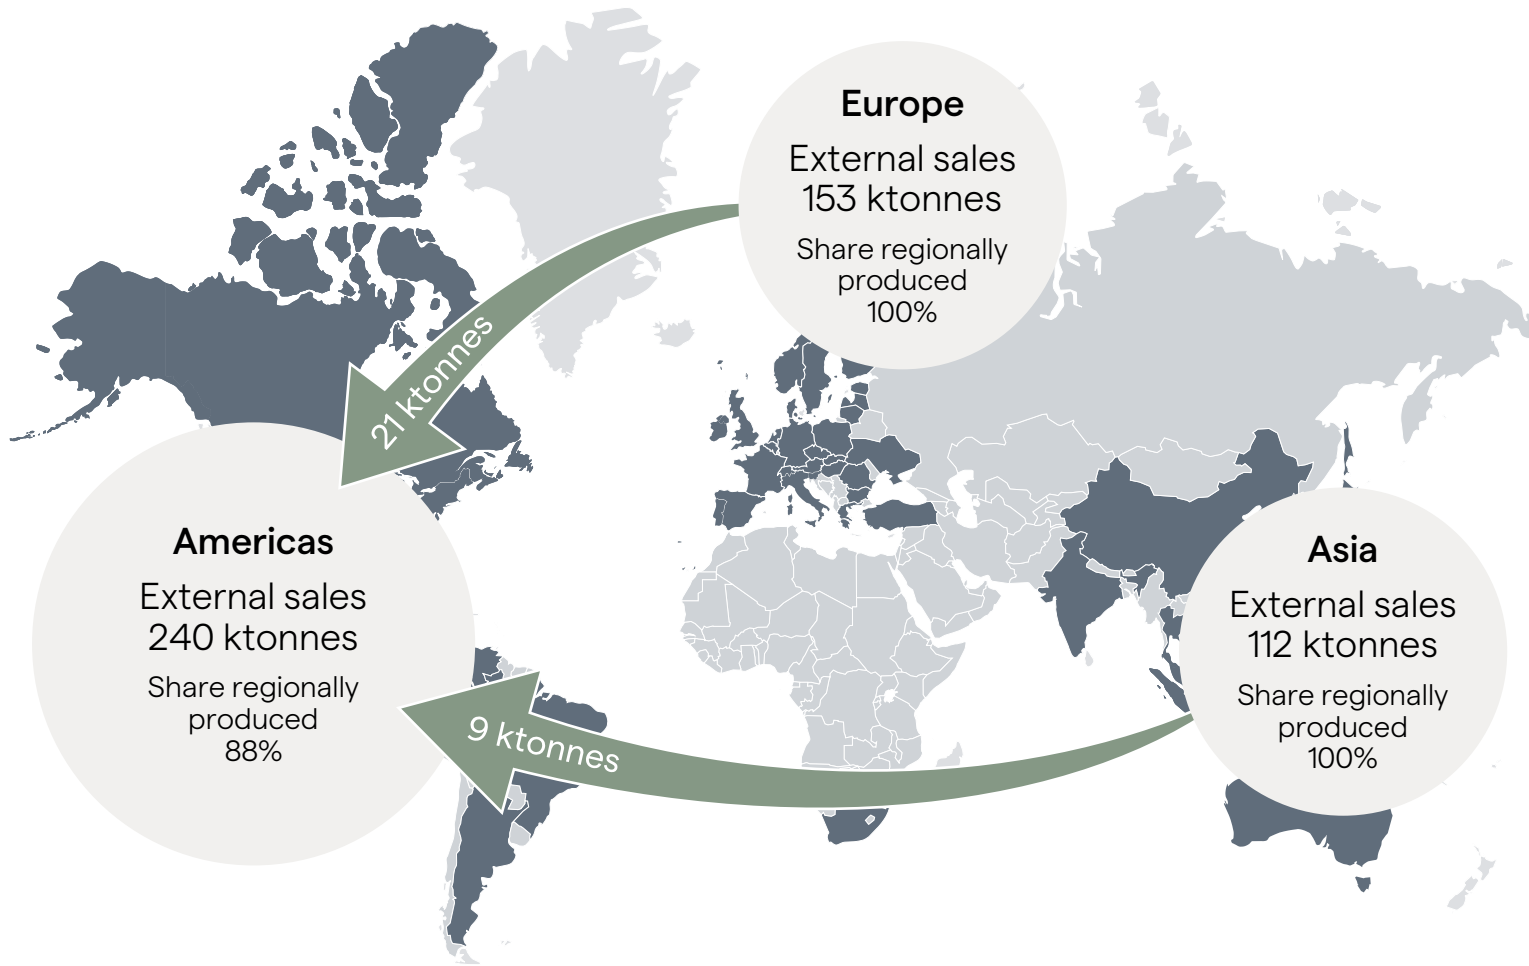 Europe
External sales
153 ktonnes
Share regionally
produced
100%
21 ktonnes
Americas
External sales
240 ktonnes
Share regionally
produced
88%
9 ktonnes
Asia
External sales
112 ktonnes
Share regionally
produced
100%